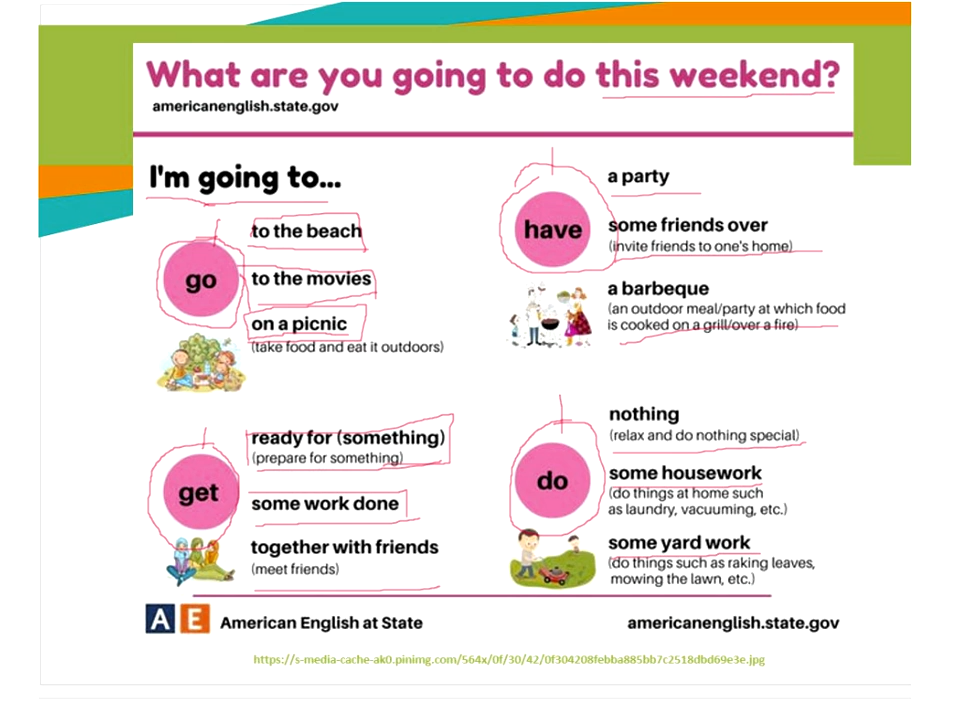 What are you going to do this weekend?
americanenglish.state.gov
I'm going to...
go
to the beach
to the movies
on a picnic
(take food and eat it outdoors)
have
a party
some friends over
(invite friends to one's home)
a barbeque
(an outdoor meal/party at which food
is cooked on a grill/over a fire)
get
ready for (something)
(prepare for something)
some work done
together with friends
(meet friends)
do
nothing
(relax and do nothing special)
some housework
(do things at home such
as laundry, vacuuming, etc.)
some yard work
(do things such as raking leaves,
mowing the lawn, etc.)
A E American English at State
americanenglish.state.gov
https://s-media-cache-ak0.pinimg.com/564x/0f/30/42/0f304208febba885bb7c2518dbd69e3e.jpg